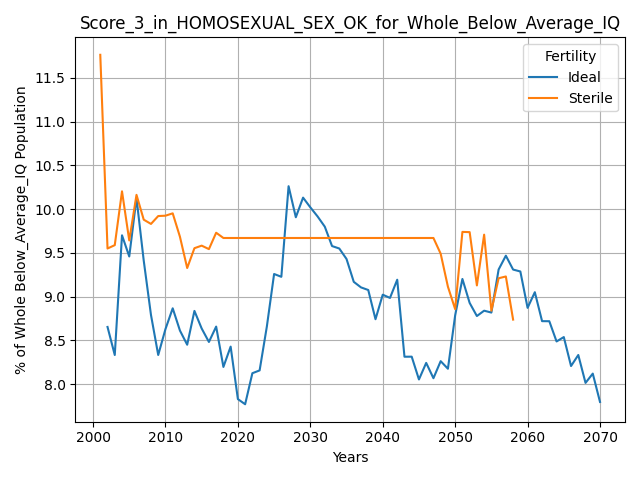 Score_3_in_HOMOSEXUAL_SEX_OK_for_Whole_Below_Average_IQ
Fertility
Ideal
Sterile
% of Whole Below_Average_IQ Population
11.5
11.0
10.5
10.0
9.5
9.0
8.5
8.0
2000 2010 2020 2030 2040 2050 2060 2070
Years